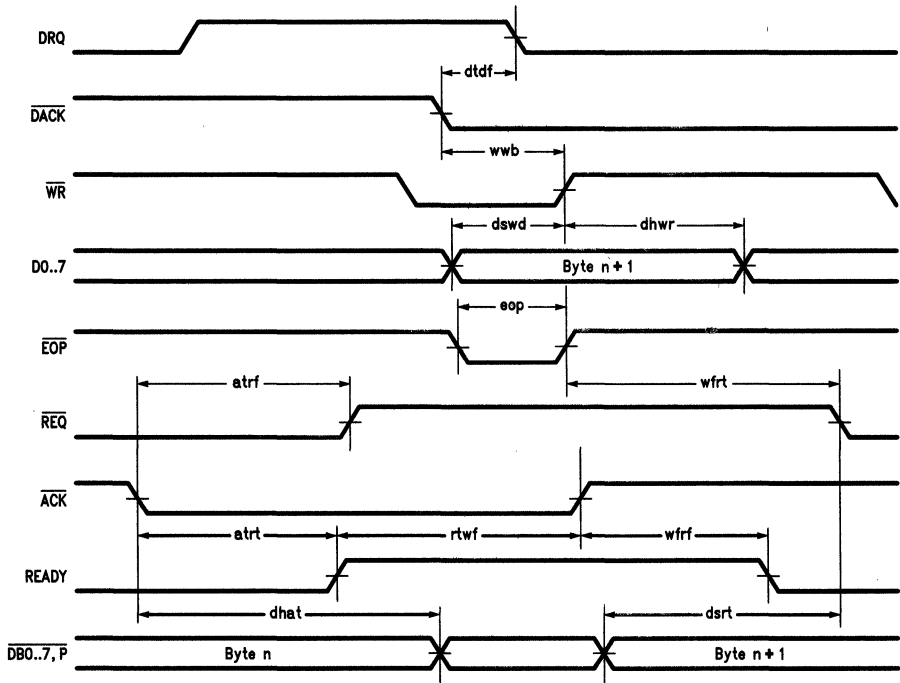 DRQ
dtdf
DACK
wwb
WR
dswd
dhwr
D0..7
Byte n + 1
eop
EOP
atrf
wfrt
REQ
ACK
atrt
rtwf
wfrf
READY
dhat
dsrt
DB0..7, P
Byte n
Byte n + 1